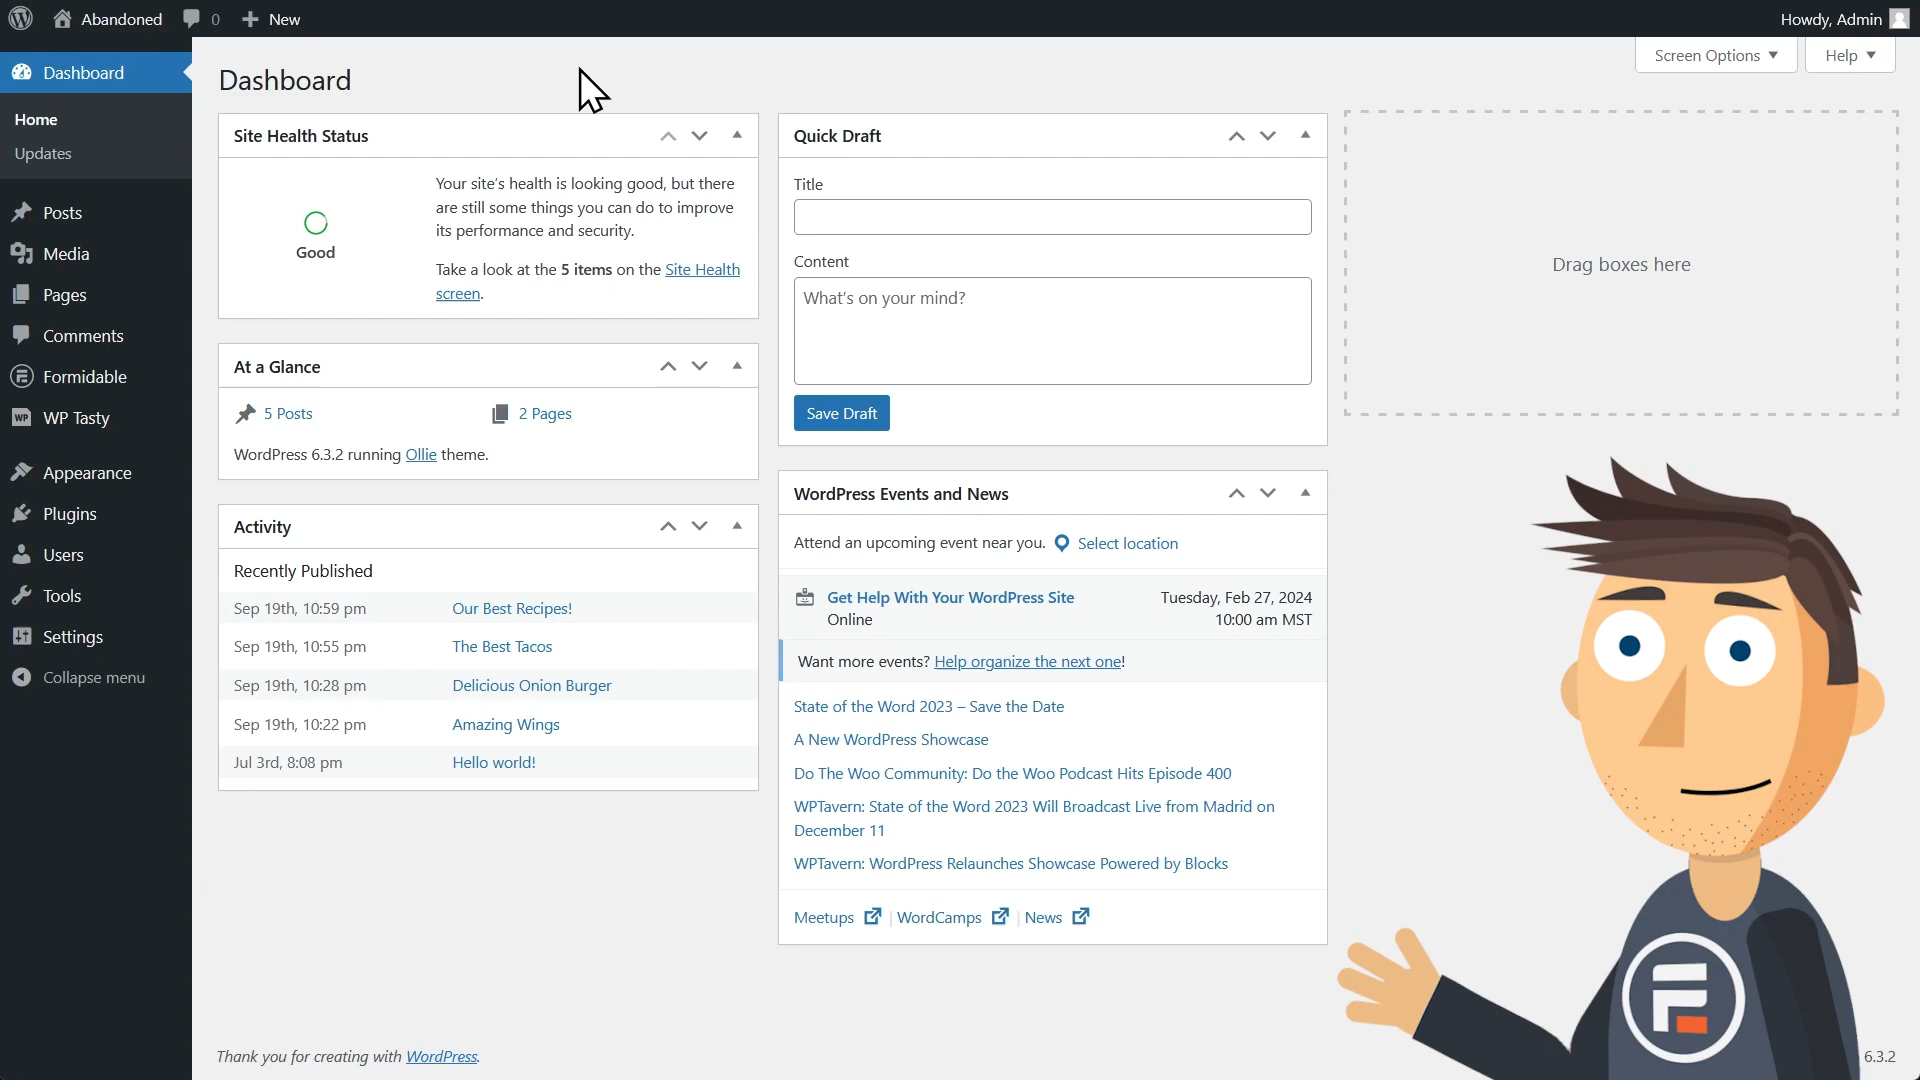 Abandoned 0 New Howdy, Admin
Dashboard
Home
Updates
Posts
Media
Pages
Comments
Formidable
WP Tasty
Appearance
Plugins
Users
Tools
Settings
Collapse menu
Screen Options Help
Dashboard
Site Health Status
Good
Your site's health is looking good, but there
are still some things you can do to improve
its performance and security.
Take a look at the 5 items on the Site Health
screen.
At a Glance
5 Posts 2 Pages
WordPress 6.3.2 running Ollie theme.
Activity
Recently Published
Sep 19th, 10:59 pm Our Best Recipes!
Sep 19th, 10:55 pm The Best Tacos
Sep 19th, 10:28 pm Delicious Onion Burger
Sep 19th, 10:22 pm Amazing Wings
Jul 3rd, 8:08 pm Hello world!
Quick Draft
Title
Content
What's on your mind?
Save Draft
WordPress Events and News
Attend an upcoming event near you. Select location
Get Help With Your WordPress Site Tuesday, Feb 27, 2024
Online 10:00 am MST
Want more events? Help organize the next one!
State of the Word 2023 – Save the Date
A New WordPress Showcase
Do The Woo Community: Do the Woo Podcast Hits Episode 400
WPTavern: State of the Word 2023 Will Broadcast Live from Madrid on
December 11
WPTavern: WordPress Relaunches Showcase Powered by Blocks
Meetups | WordCamps | News
Drag boxes here
Thank you for creating with WordPress.
6.3.2